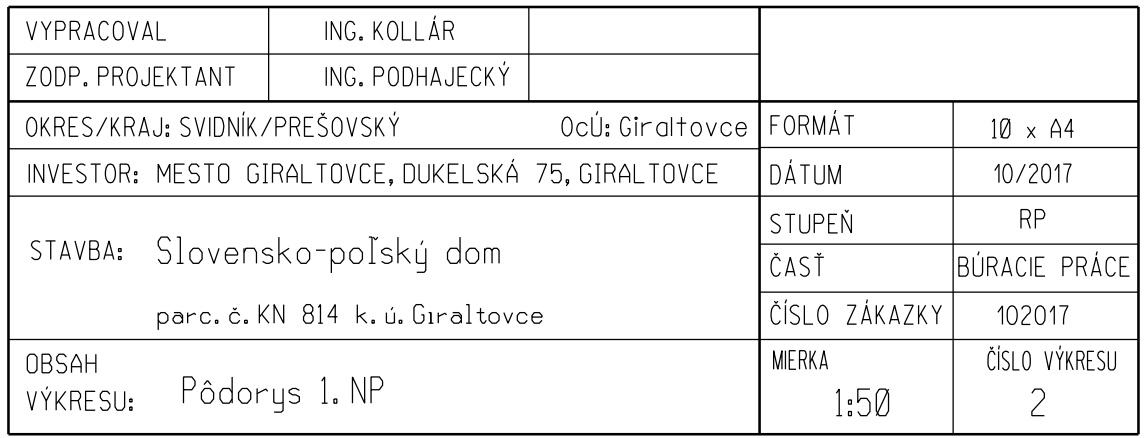 VYPRACOVAL ING. KOLLÁR
ZODP. PROJEKTANT ING. PODHAJECKÝ
OKRES/KRAJ: SVIDNÍK/PREŠOVSKÝ OcÚ: Giraltovce FORMÁT 10 x A4
INVESTOR: MESTO GIRALTOVCE, DUKELSKÁ 75, GIRALTOVCE DÁTUM 10/2017
STUPEŇ RP
STAVBA: Slovensko-poľský dom
ČASŤ BÚRACIE PRÁCE
parc. č. KN 814 k. ú. Giraltovce ČÍSLO ZÁKAZKY 102017
OBSAH
VÝKRESU: Pôdorys 1. NP
MIERKA ČÍSLO VÝKRESU
1:50 2